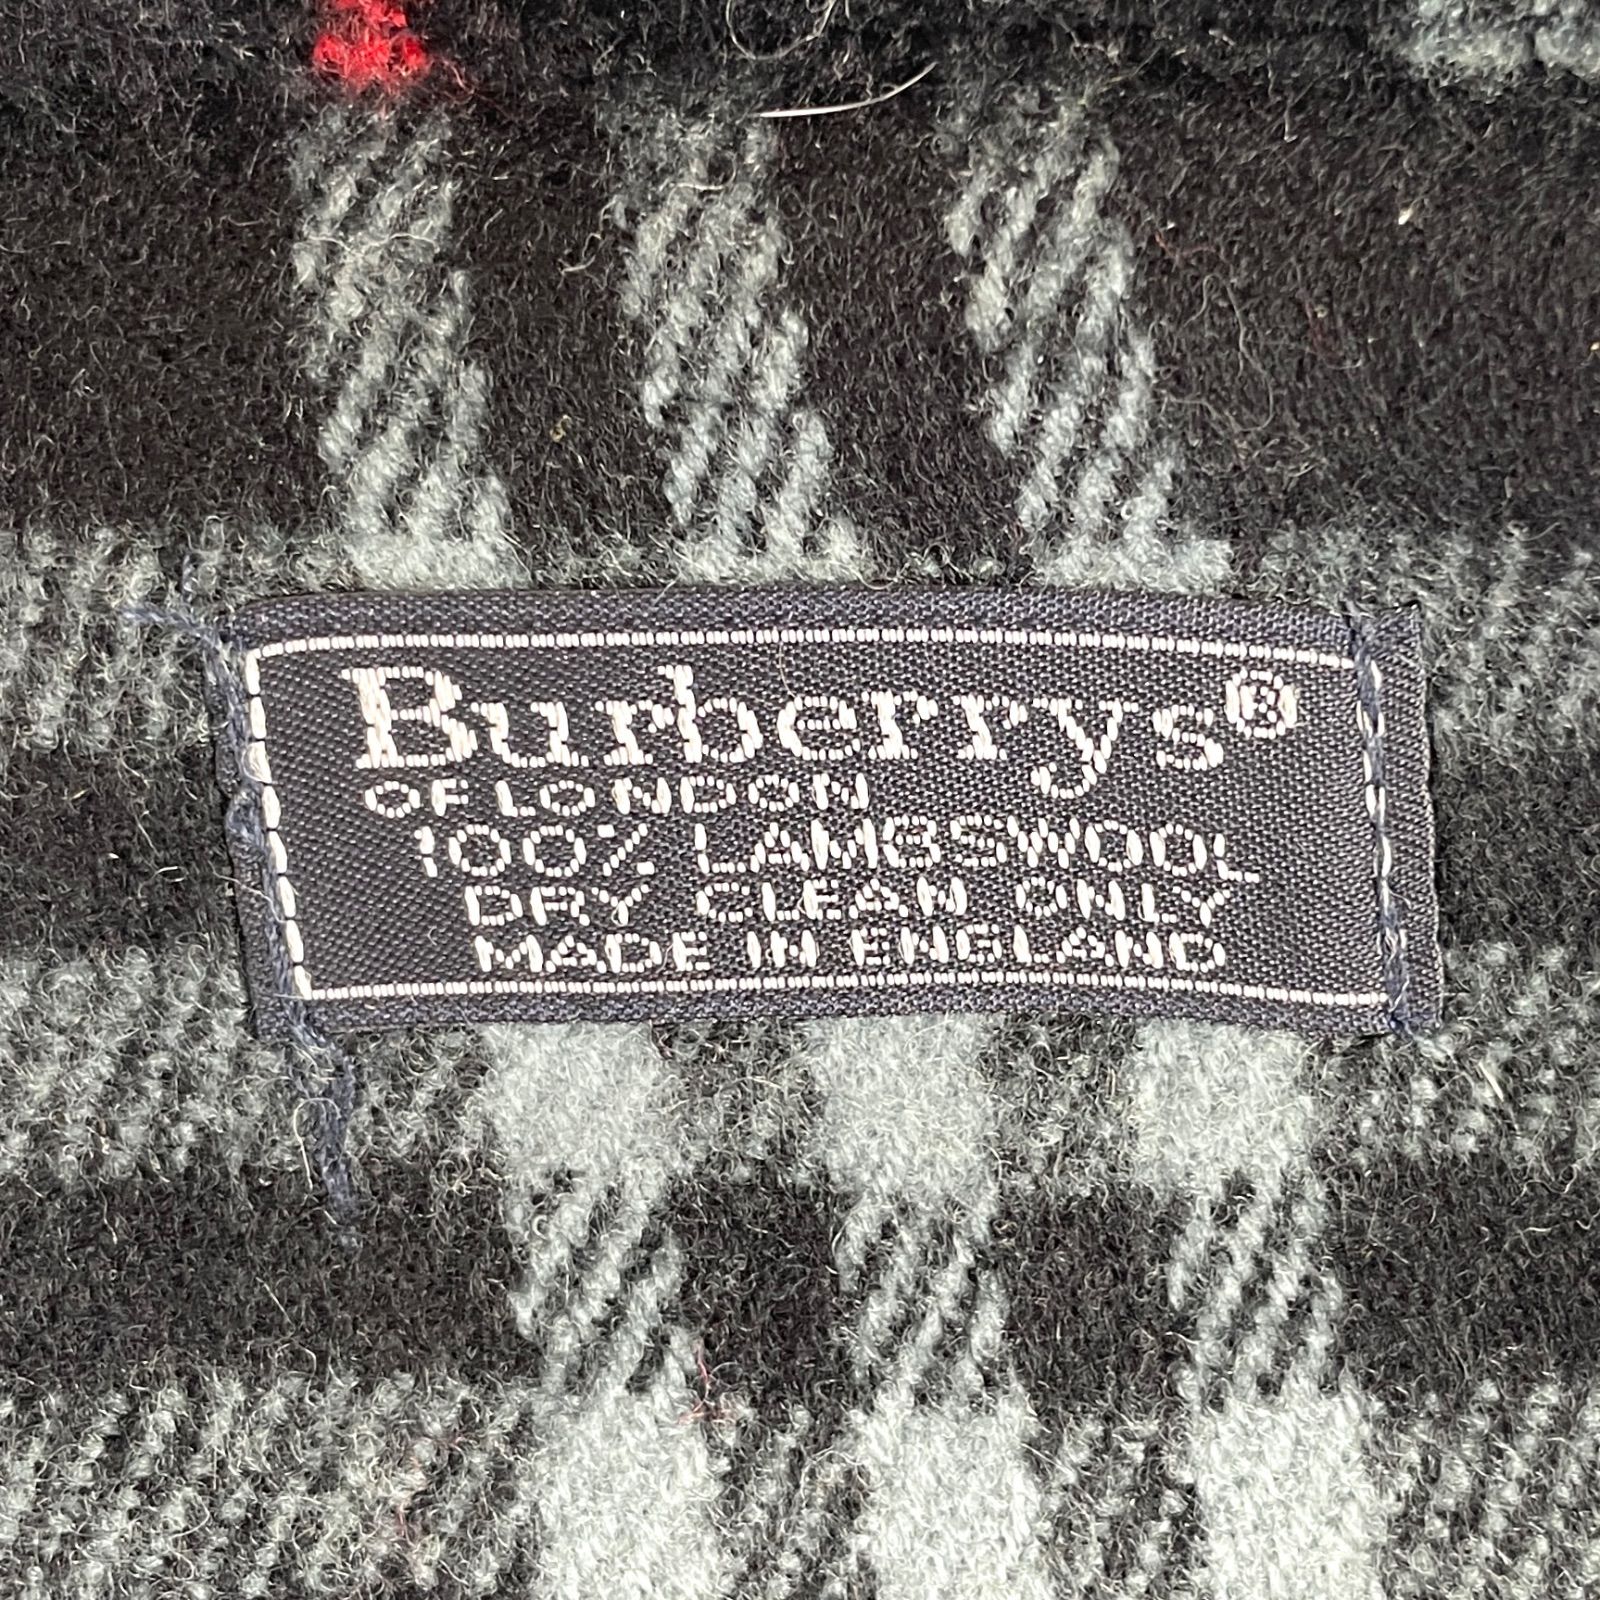 Burberrys®
OF LONDON
100% LAMBSWOOL
DRY CLEAN ONLY
MADE IN ENGLAND